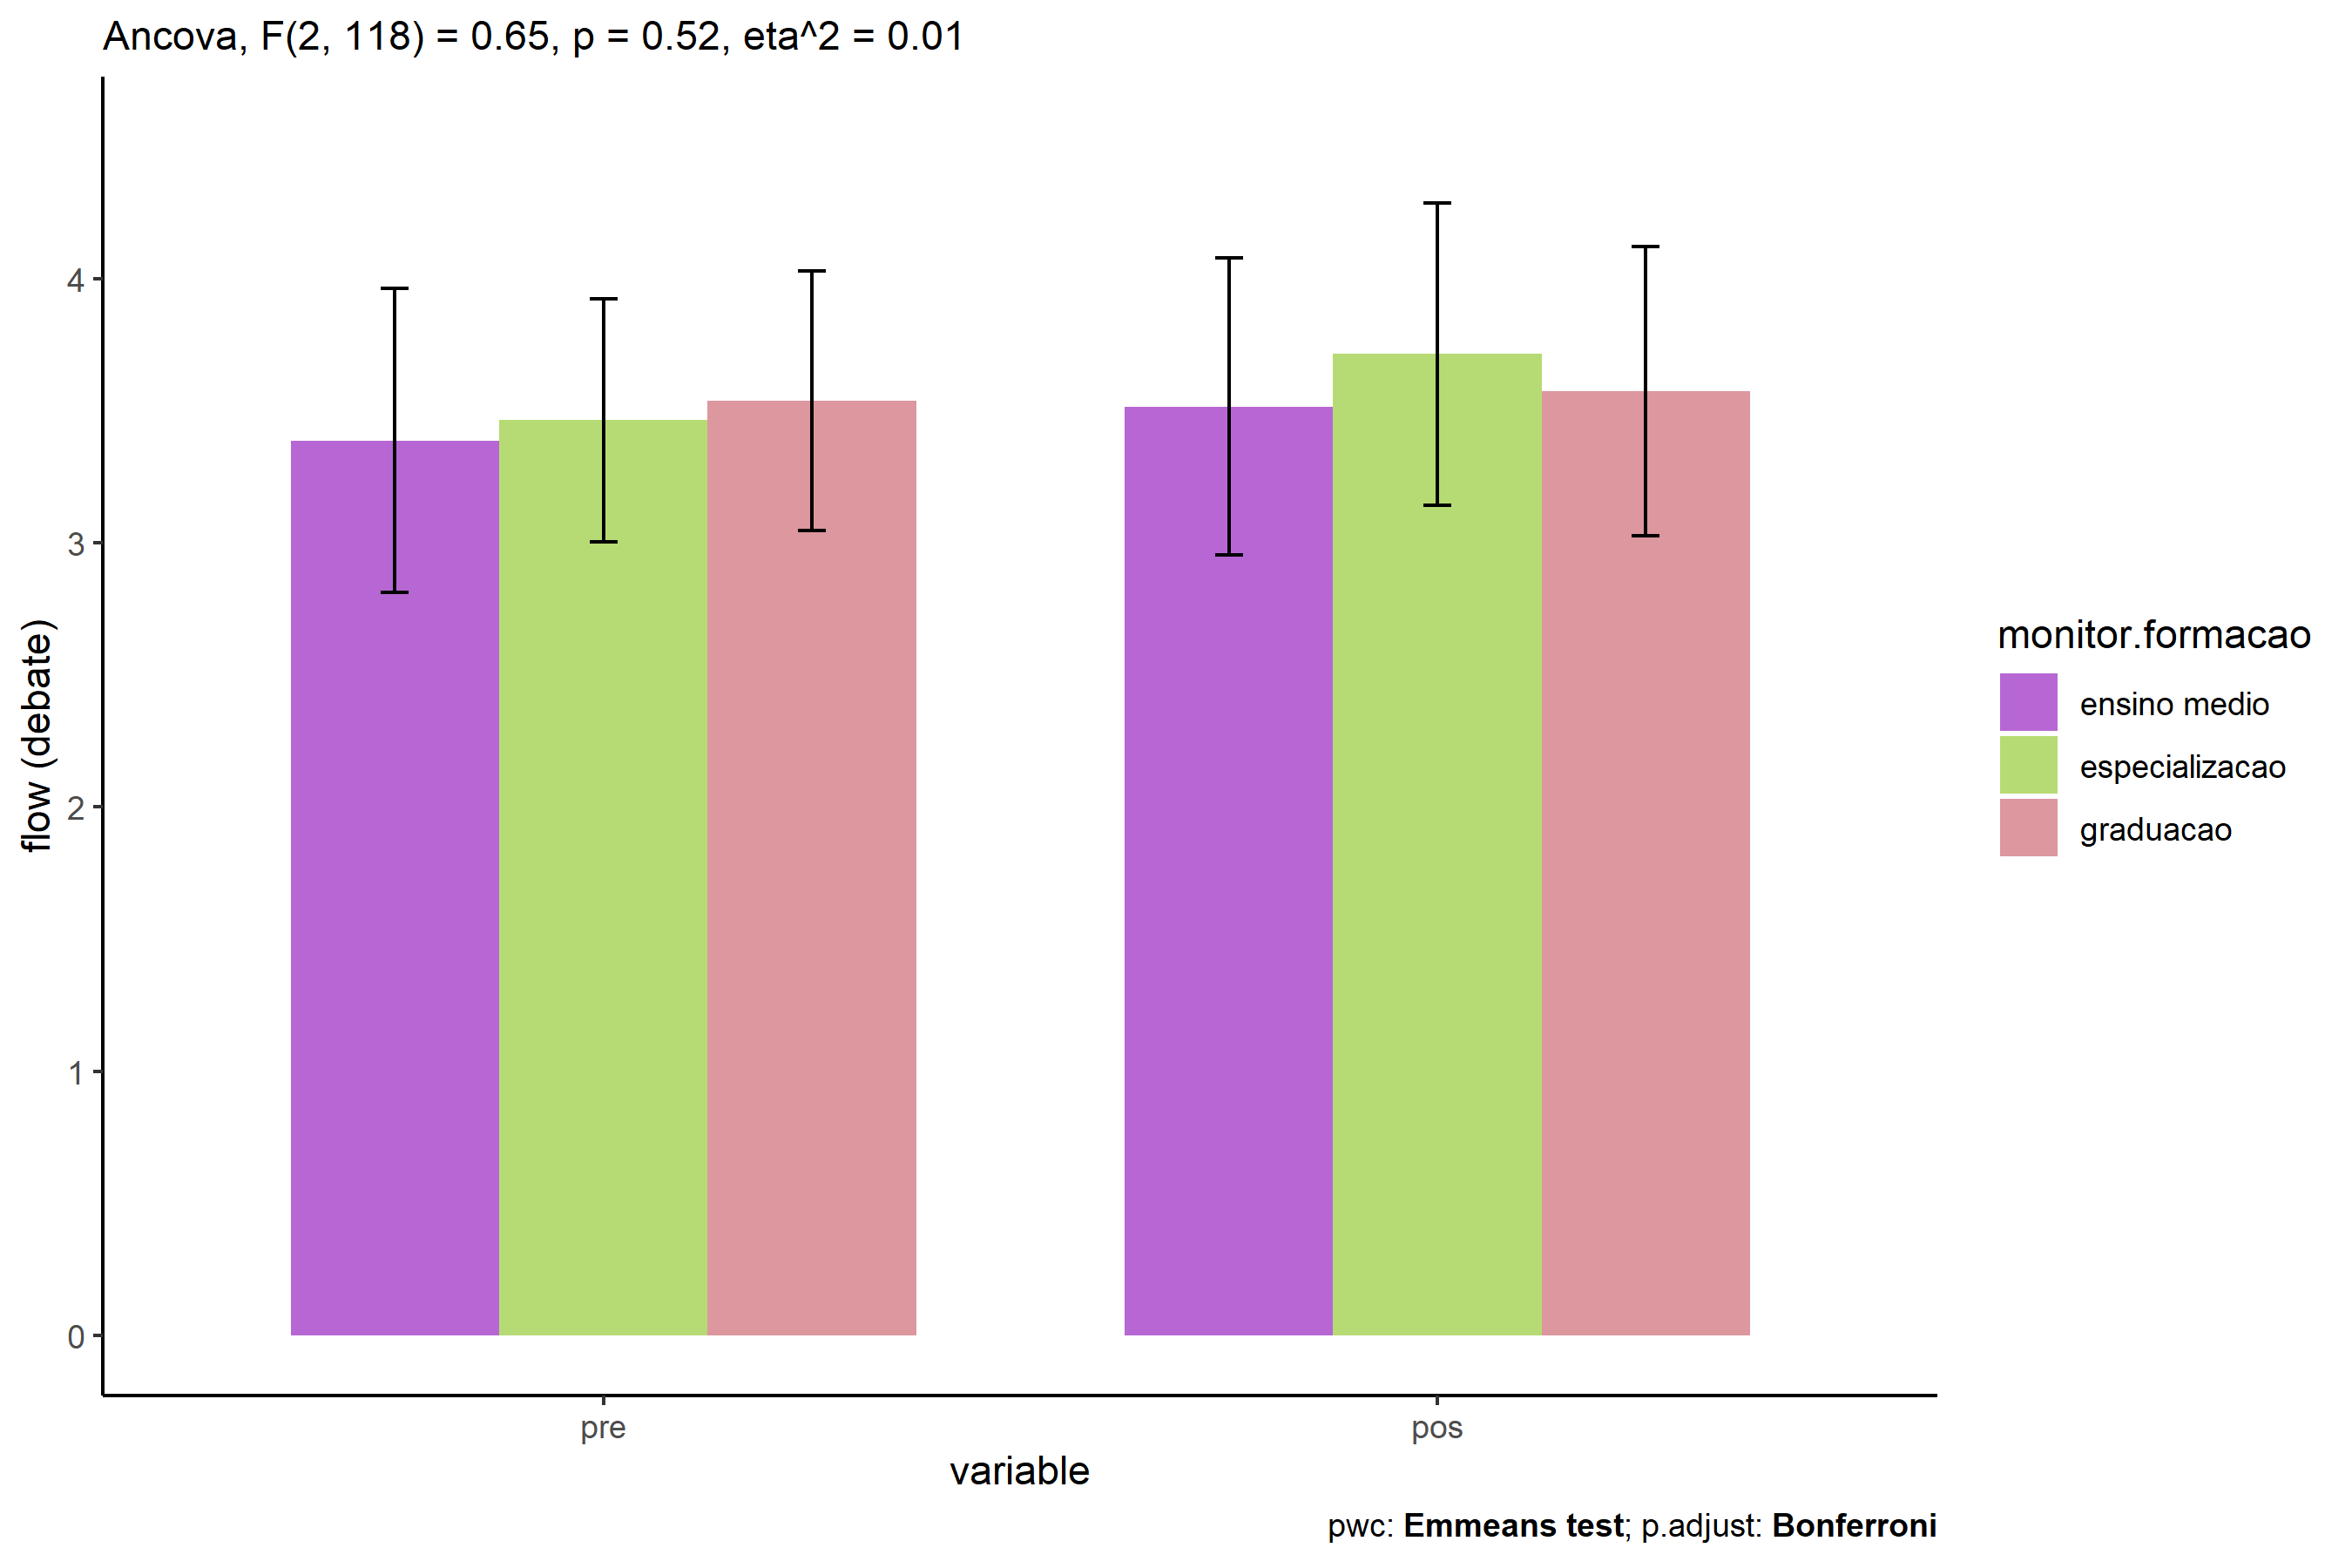 Ancova, F(2, 118) = 0.65, p = 0.52, eta^2 = 0.01
flow (debate)
4
3
2
1
0
pre
pos
variable
monitor.formacao
ensino medio
especializacao
graduacao
pwc: Emmeans test; p.adjust: Bonferroni